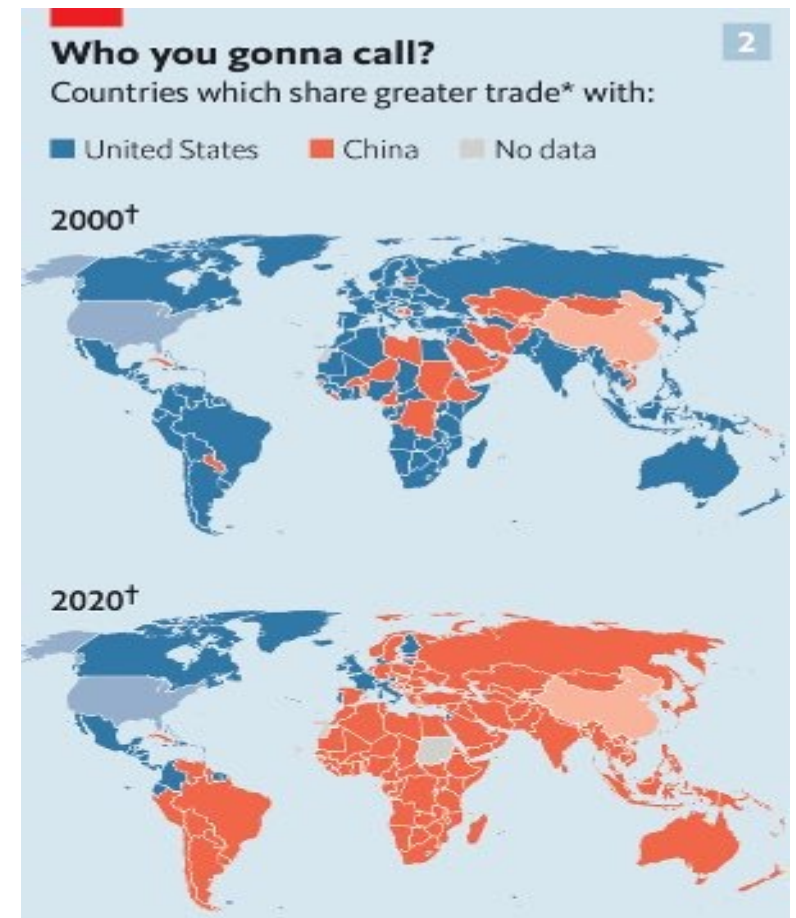 2
Who you gonna call?
Countries which share greater trade* with:
United States China No data
2000†
2020†